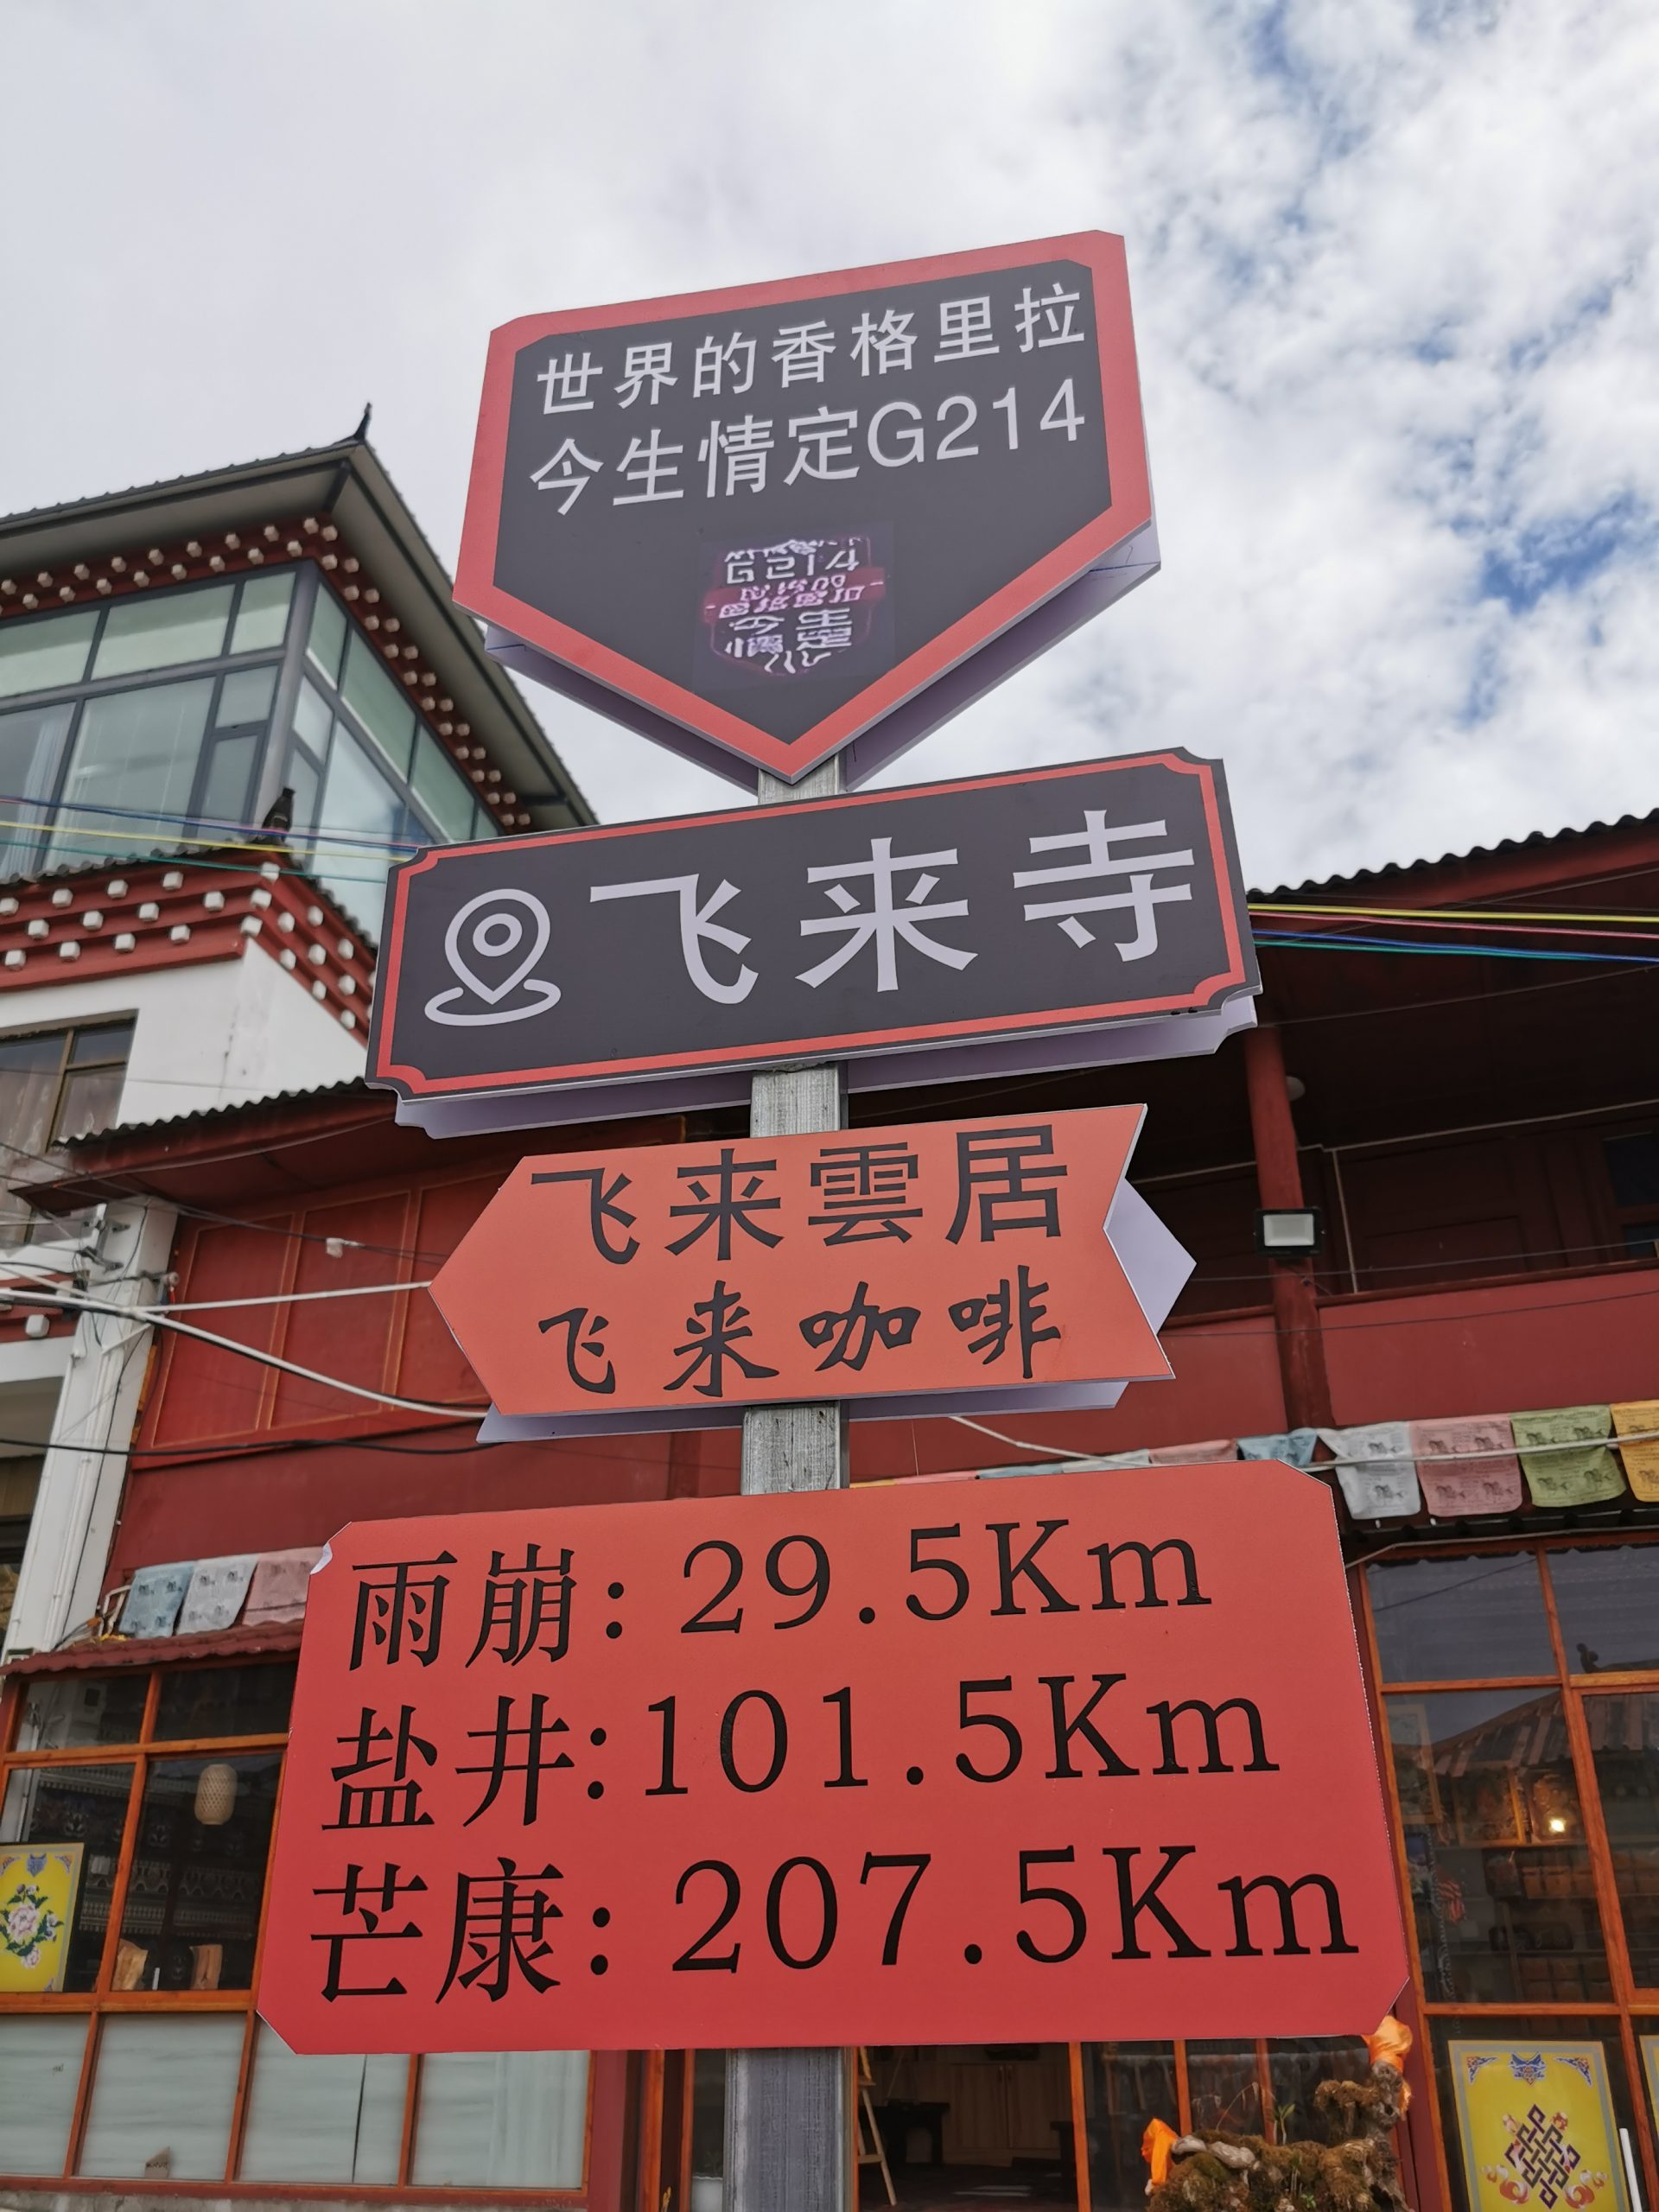 世界的香格里拉
今生情定G214
飞来寺
飞来雲居
飞来咖啡
雨崩：29.5Km
盐井：101.5Km
芒康：207.5Km